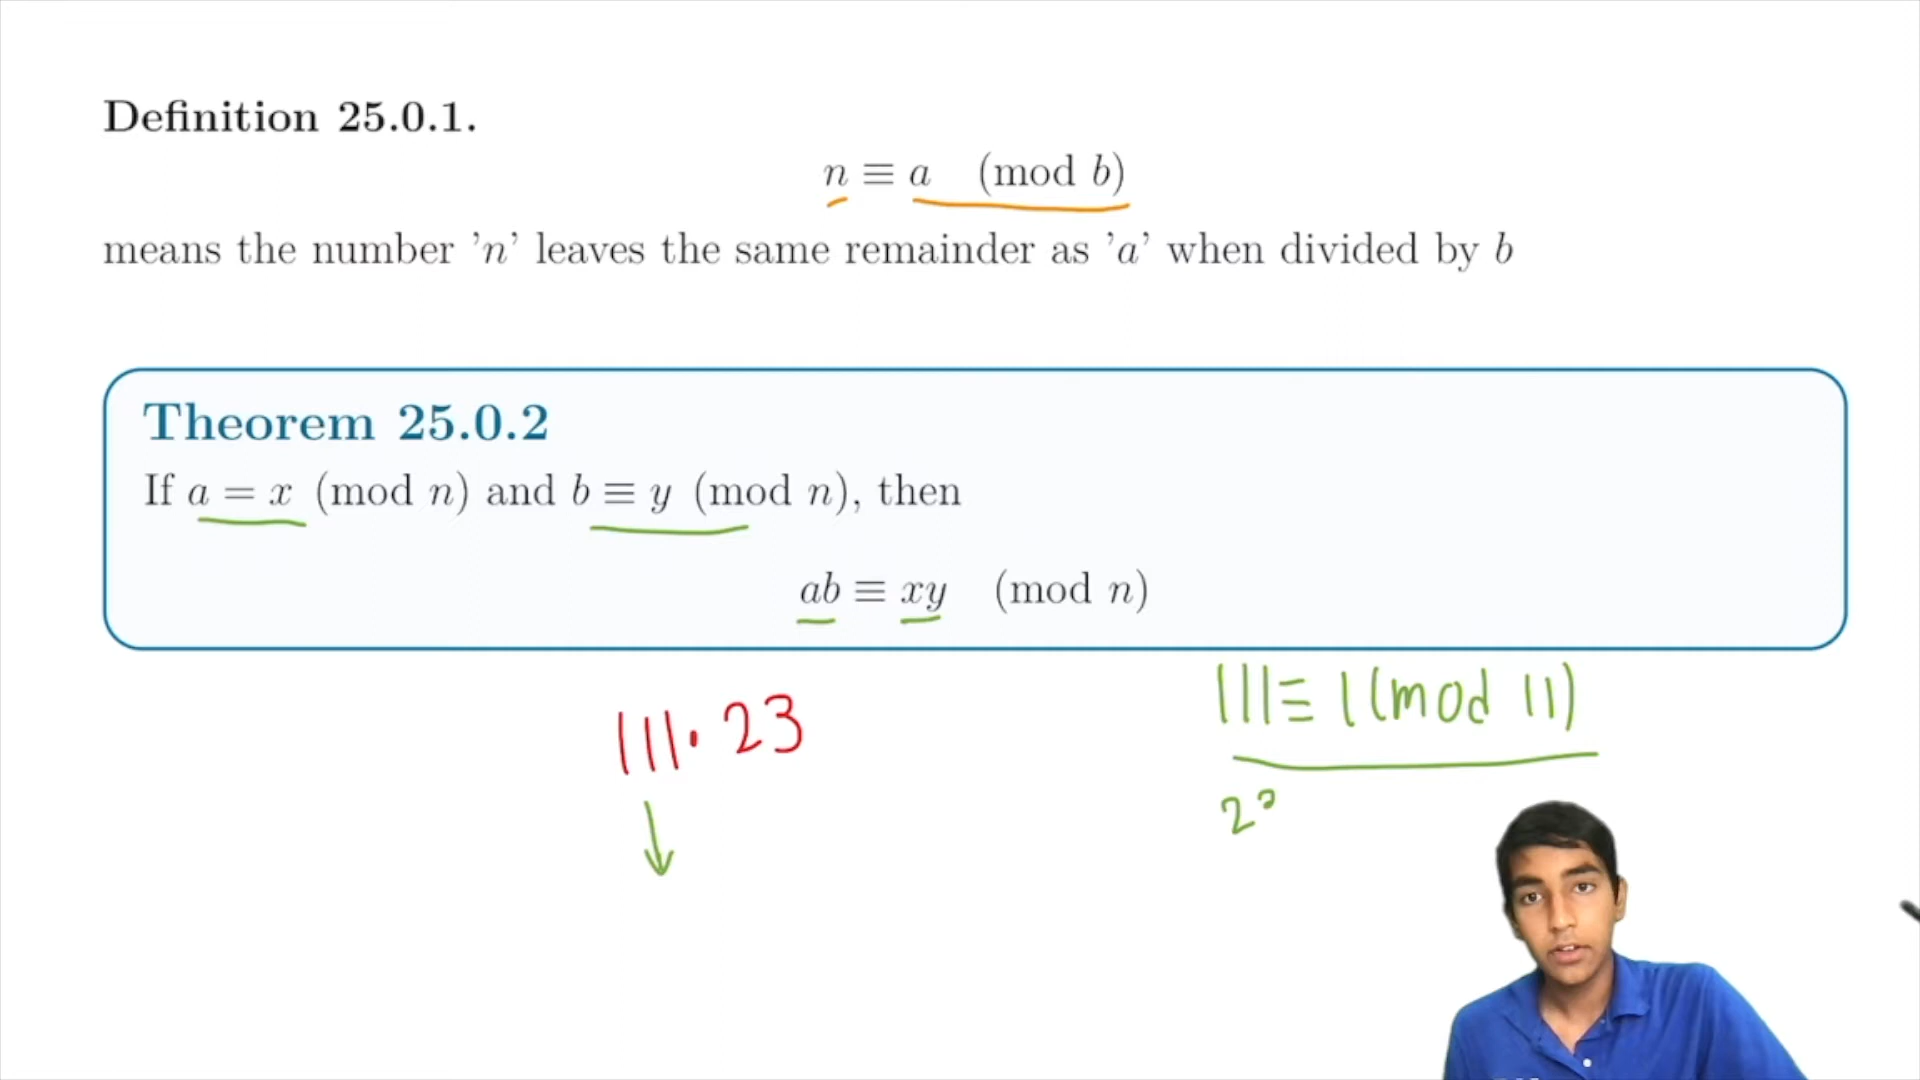 Definition 25.0.1.
n ≡ a (mod b)
means the number ’n’ leaves the same remainder as ’a’ when divided by b
Theorem 25.0.2
If a = x (mod n) and b ≡ y (mod n), then
ab ≡ xy (mod n)
111≡ 1 (mod 11)
111·23